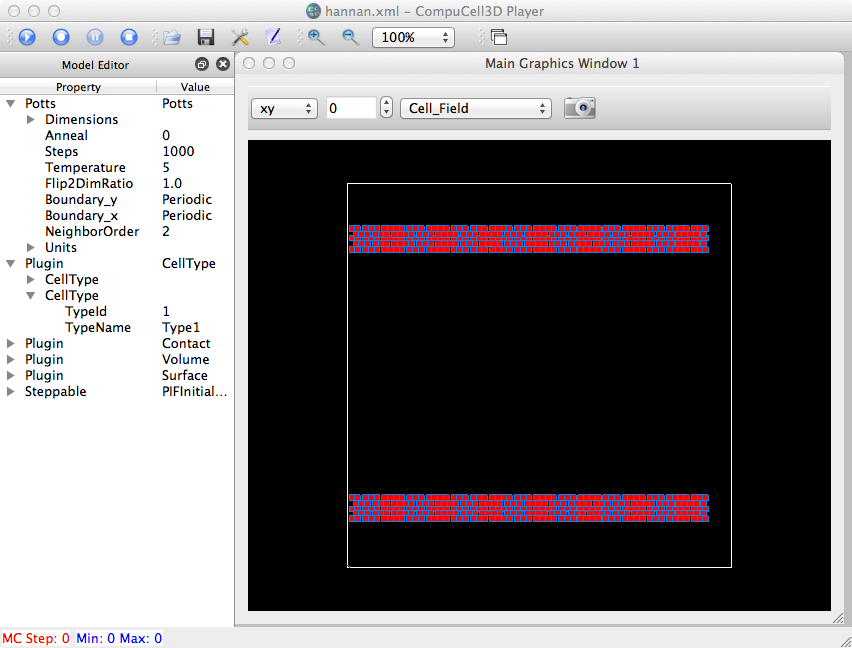 hannan.xml – CompuCell3D Player
100%
Model Editor
Main Graphics Window 1
Property Value
xy 0 Cell_Field
Potts Potts
Dimensions
Anneal 0
Steps 1000
Temperature 5
Flip2DimRatio 1.0
Boundary_y Periodic
Boundary_x Periodic
NeighborOrder 2
Units
Plugin CellType
CellType
CellType
TypeId 1
TypeName Type1
Plugin Contact
Plugin Volume
Plugin Surface
Steppable PIFInitial...
MC Step: 0 Min: 0 Max: 0